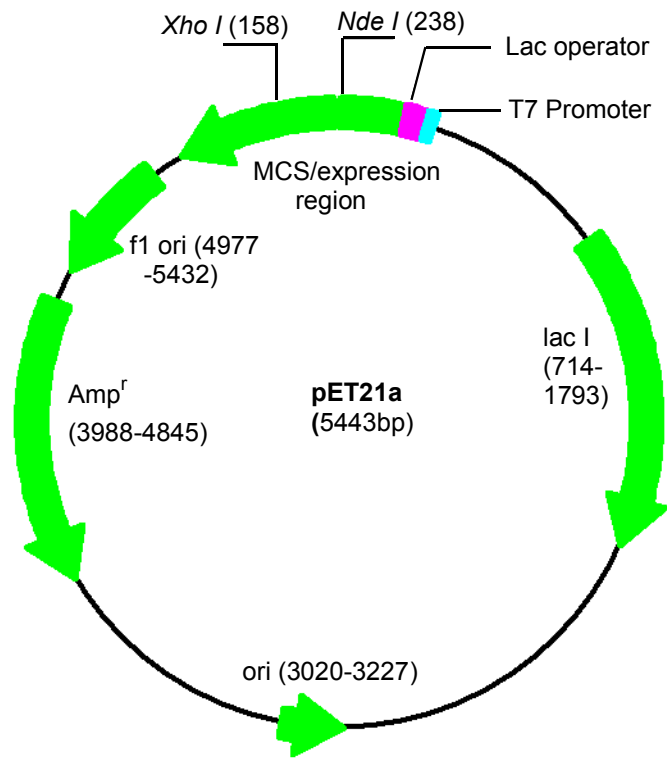 Xho I (158)
Nde I (238)
Lac operator
T7 Promoter
MCS/expression
region
f1 ori (4977
-5432)
lac I
(714-
1793)
Ampr
(3988-4845)
pET21a
(5443bp)
ori (3020-3227)